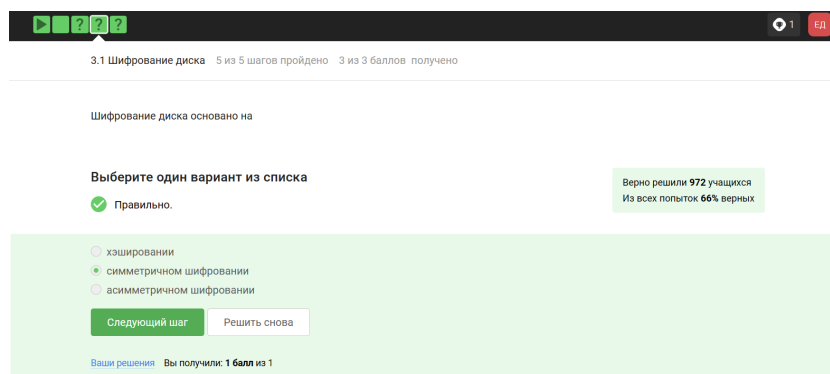 ? ? ?
1 ЕД
3.1 Шифрование диска 5 из 5 шагов пройдено 3 из 3 баллов получено
Шифрование диска основано на
Выберите один вариант из списка
Правильно.
Верно решили 972 учащихся
Из всех попыток 66% верных
хэшировании
симметричном шифровании
асимметричном шифровании
Следующий шаг Решить снова
Ваши решения Вы получили: 1 балл из 1